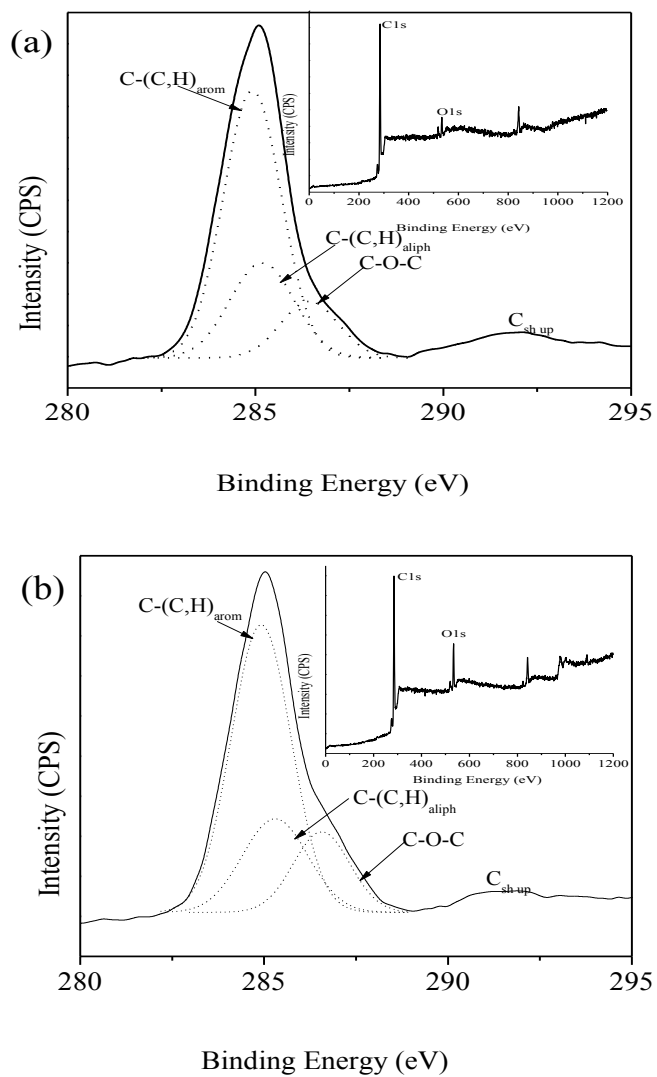 (a)
C1s
C-(C,H)arom
Intensity (CPS)
O1s
0 200 400 600 800 1000 1200
Binding Energy (eV)
C-(C,H)aliph
C-O-C
Intensity (CPS)
Csh up
280 285 290 295
Binding Energy (eV)
(b)
C1s
C-(C,H)arom
O1s
Intensity (CPS)
0 200 400 600 800 1000 1200
Binding Energy (eV)
C-(C,H)aliph
C-O-C
Intensity (CPS)
Csh up
280 285 290 295
Binding Energy (eV)